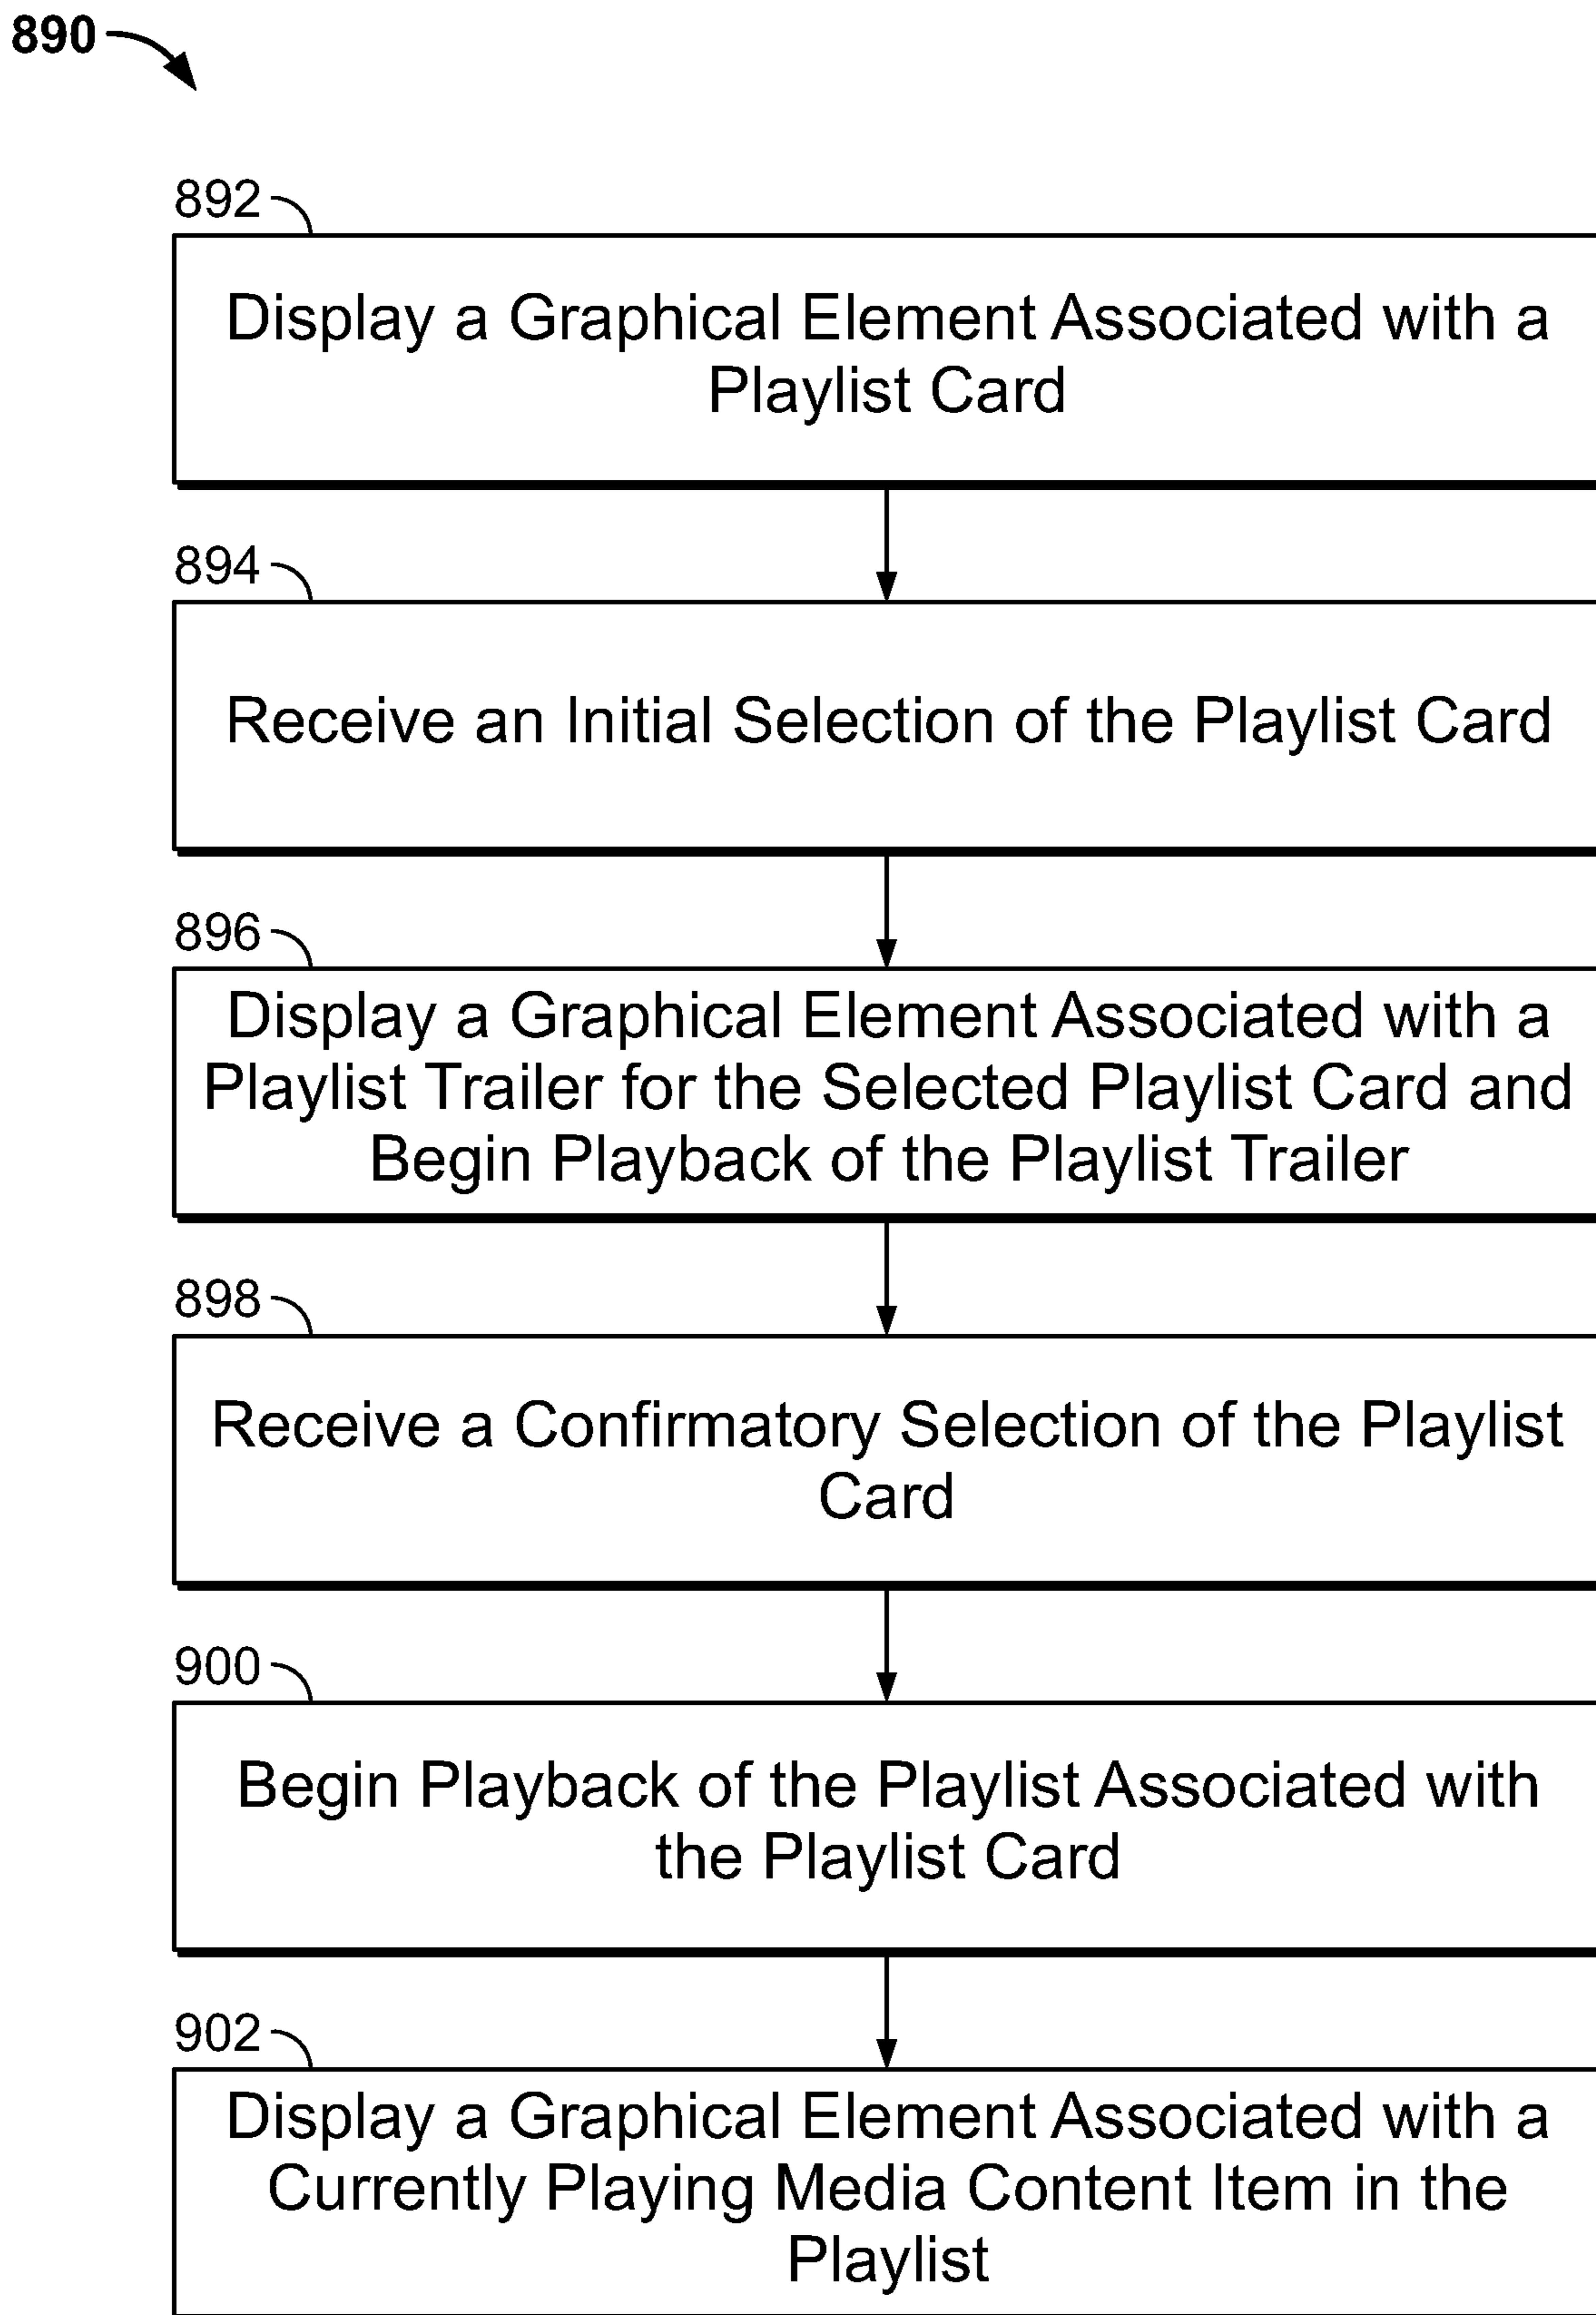 890
892
Display a Graphical Element Associated with a
Playlist Card
894
Receive an Initial Selection of the Playlist Card
896
Display a Graphical Element Associated with a
Playlist Trailer for the Selected Playlist Card and
Begin Playback of the Playlist Trailer
898
Receive a Confirmatory Selection of the Playlist
Card
900
Begin Playback of the Playlist Associated with
the Playlist Card
902
Display a Graphical Element Associated with a
Currently Playing Media Content Item in the
Playlist